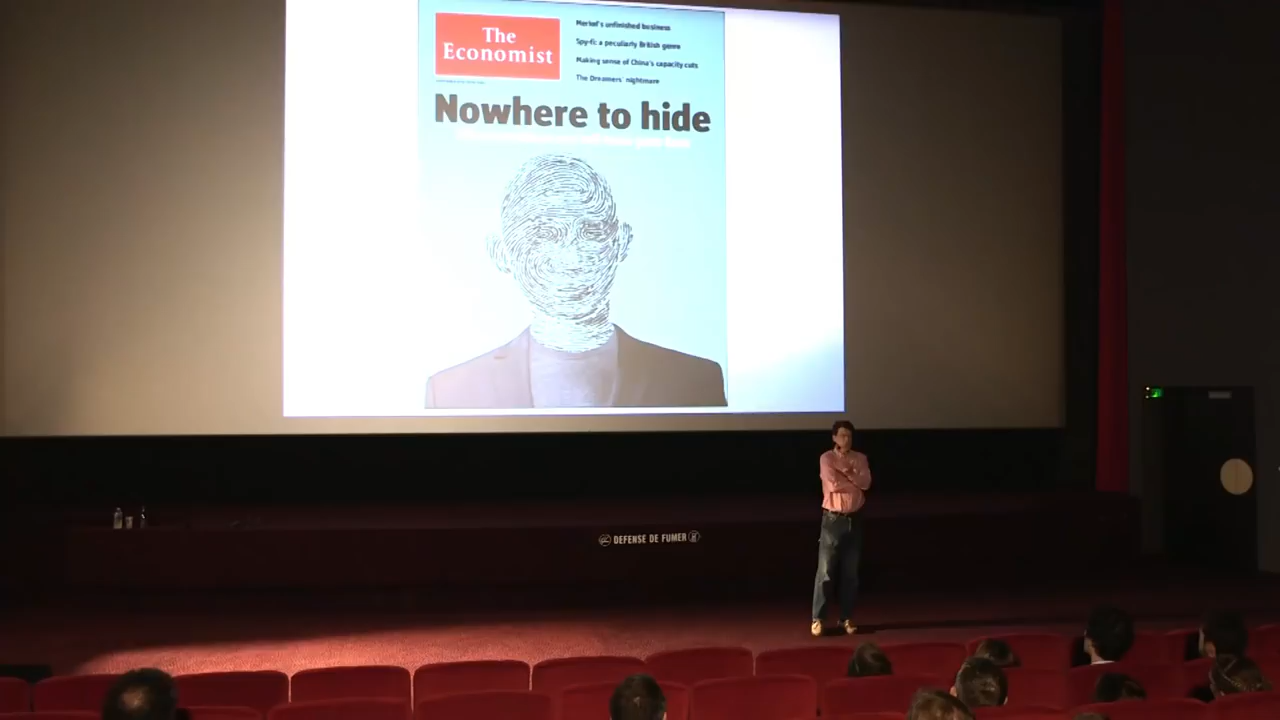 The
Economist
Merkel's unfinished business
Spy-fi: a peculiarly British genre
Making sense of China's capacity cuts
The Dreamers' nightmare
Nowhere to hide
DEFENSE DE FUMER